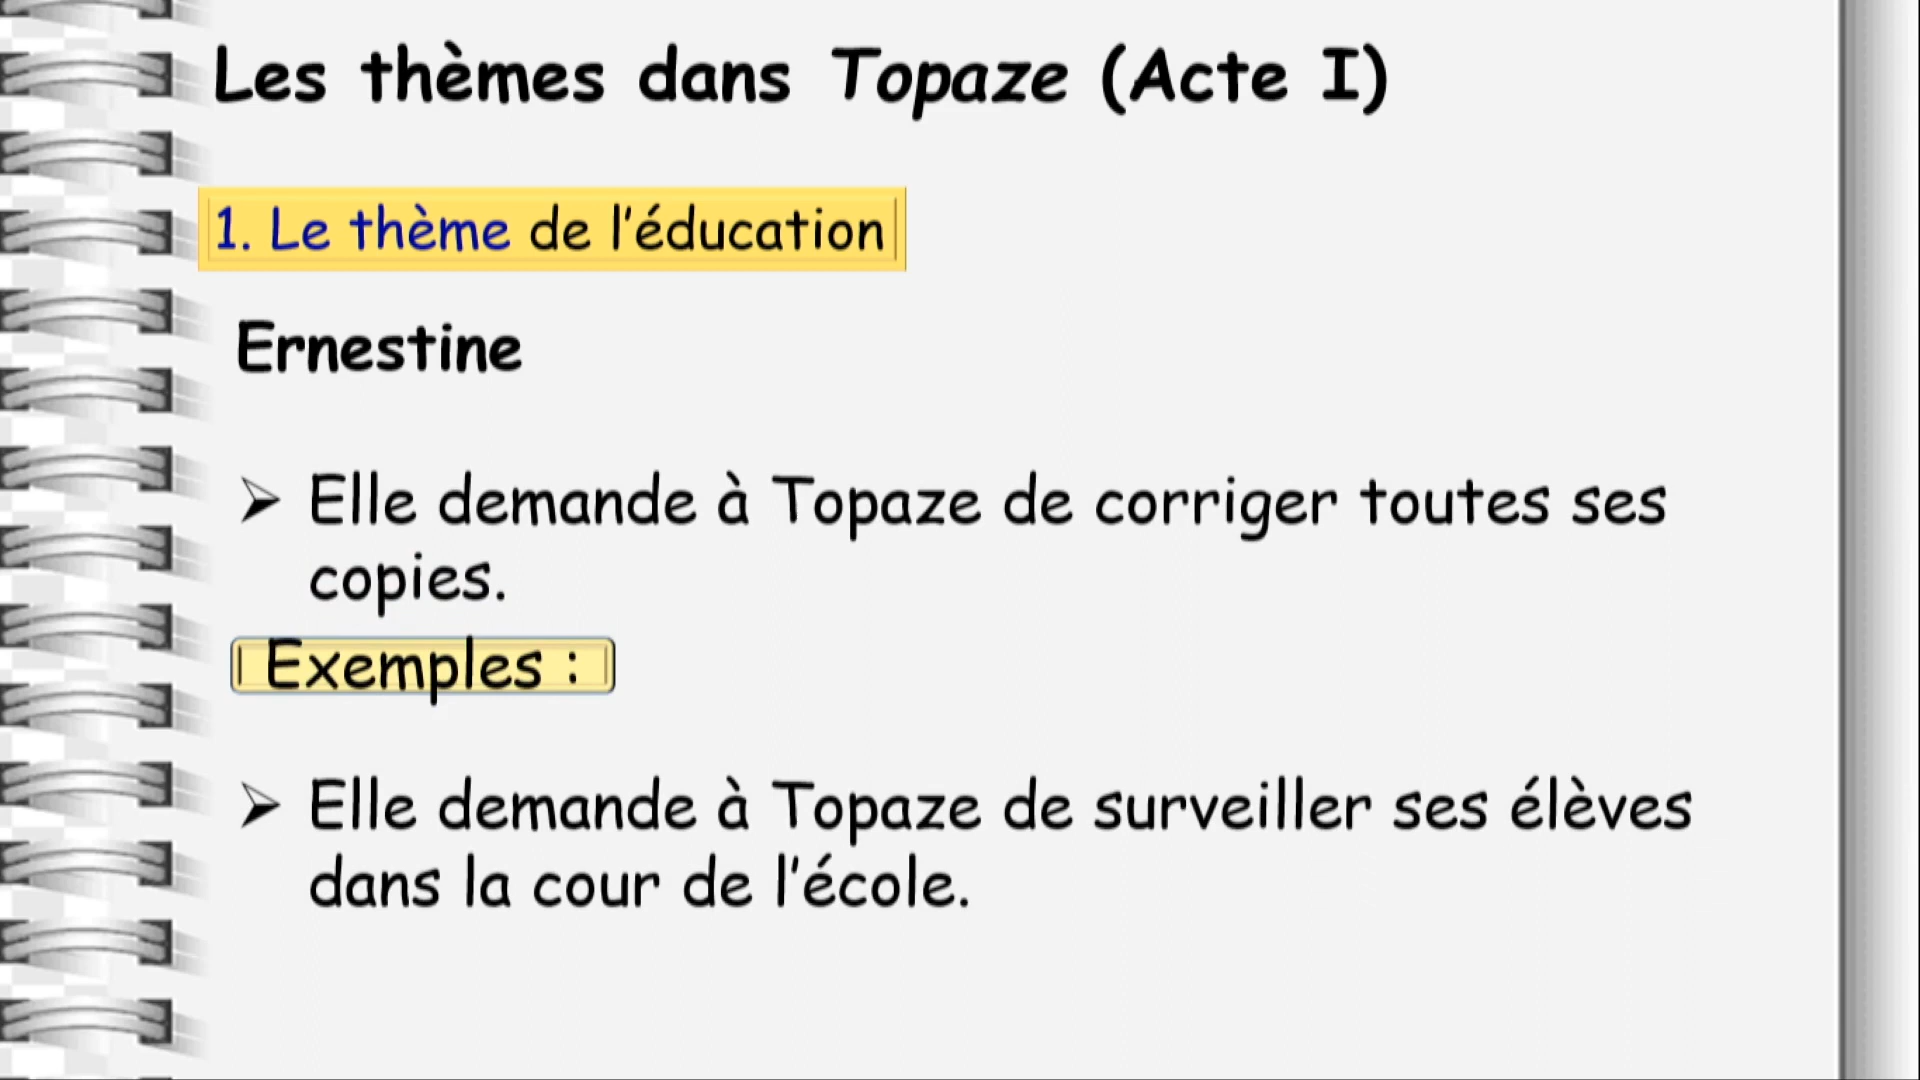 Les thèmes dans Topaze (Acte I)
1. Le thème de l’éducation
Ernestine
➢ Elle demande à Topaze de corriger toutes ses
copies.
Exemples :
➢ Elle demande à Topaze de surveiller ses élèves
dans la cour de l’école.